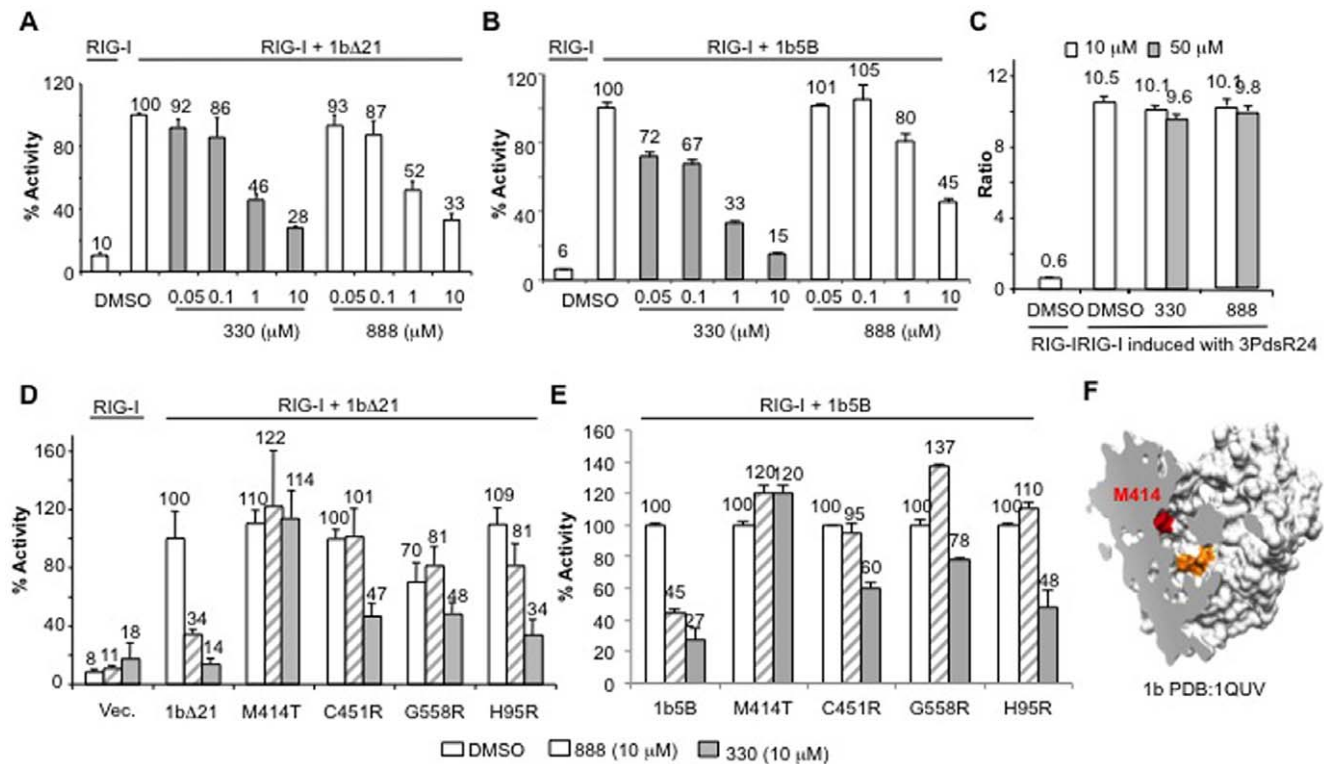 A
RIG-I RIG-I + 1bΔ21
% Activity
120
80
40
0
10 100 92 86 46 28 93 87 52 33
DMSO 0.05 0.1 1 10 0.05 0.1 1 10
330 (μM) 888 (μM)
B
RIG-I RIG-I + 1b5B
% Activity
120
80
40
0
6 100 72 67 33 15 101 105 80 45
DMSO 0.05 0.1 1 10 0.05 0.1 1 10
330 (μM) 888 (μM)
C
10 μM 50 μM
Ratio
12
8
4
0
0.6 10.5 10.1 9.6 10.1 9.8
DMSO DMSO 330 888
RIG-I RIG-I induced with 3PdsR24
D
RIG-I RIG-I + 1bΔ21
% Activity
160
120
80
40
0
8 11 18 100 34 14 110 122 114 100 101 47 70 81 48 109 81 34
Vec. 1bΔ21 M414T C451R G558R H95R
E
RIG-I + 1b5B
% Activity
160
140
120
100
80
60
40
20
0
100 45 27 100 120 120 100 95 60 100 137 78 100 110 48
1b5B M414T C451R G558R H95R
DMSO 888 (10 μM) 330 (10 μM)
F
M414
1b PDB:1QUV